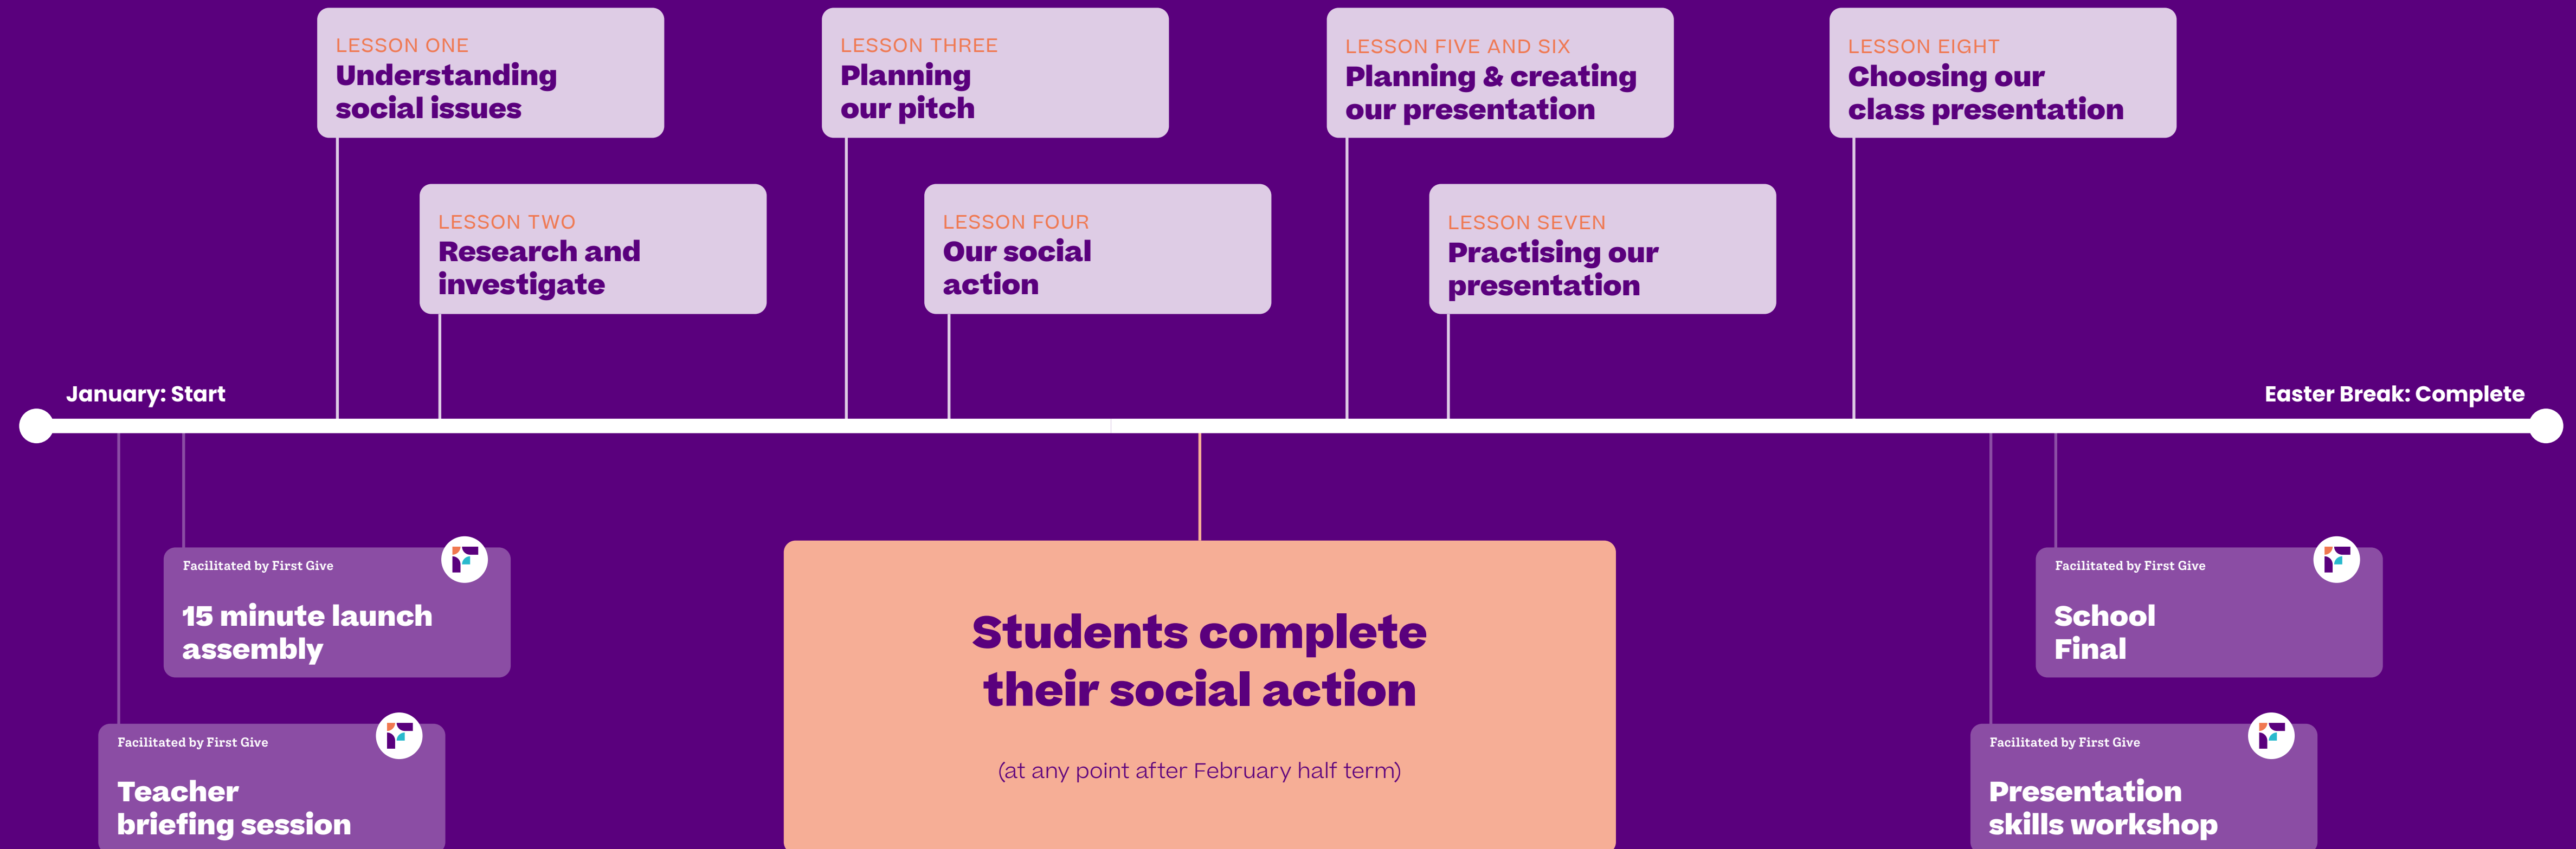 LESSON ONE
Understanding
social issues
LESSON TWO
Research and
investigate
LESSON THREE
Planning
our pitch
LESSON FOUR
Our social
action
LESSON FIVE AND SIX
Planning & creating
our presentation
LESSON SEVEN
Practising our
presentation
LESSON EIGHT
Choosing our
class presentation
January: Start
Easter Break: Complete
Facilitated by First Give
15 minute launch
assembly
Facilitated by First Give
Teacher
briefing session
Students complete
their social action
(at any point after February half term)
Facilitated by First Give
School
Final
Facilitated by First Give
Presentation
skills workshop